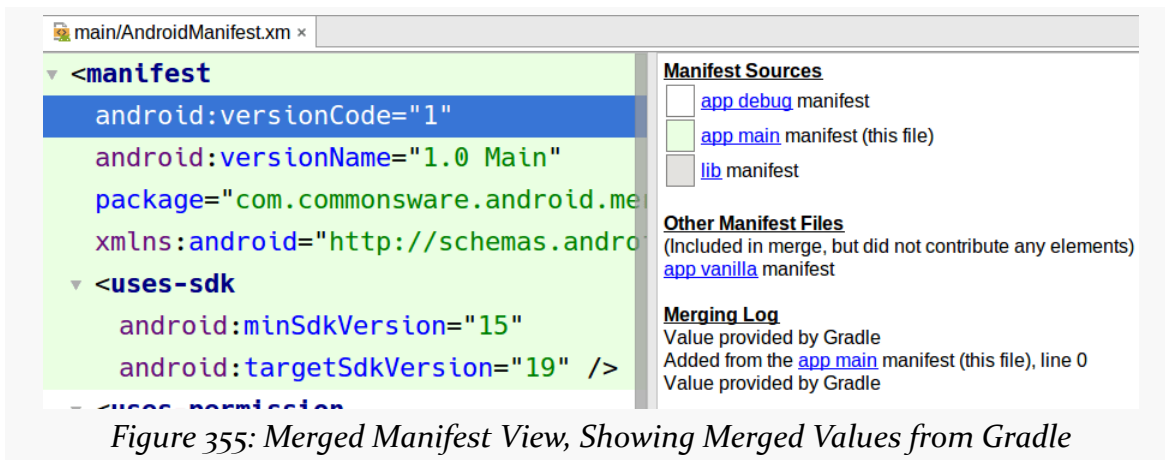 main/AndroidManifest.xm ×
<manifest
android:versionCode="1"
android:versionName="1.0 Main"
package="com.commonsware.android.me
xmlns:android="http://schemas.andro
<uses-sdk
android:minSdkVersion="15"
android:targetSdkVersion="19" />
<uses-permission
Manifest Sources
app debug manifest
app main manifest (this file)
lib manifest
Other Manifest Files
(Included in merge, but did not contribute any elements)
app vanilla manifest
Merging Log
Value provided by Gradle
Added from the app main manifest (this file), line 0
Value provided by Gradle
Figure 355: Merged Manifest View, Showing Merged Values from Gradle